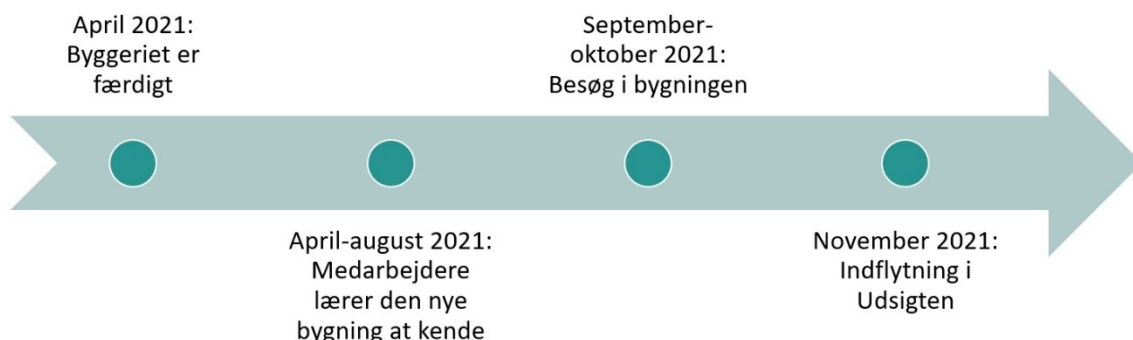 April 2021:
Byggeriet er
færdigt
April-august 2021:
Medarbejdere
lærer den nye
bygning at kende
September-
oktober 2021:
Besøg i bygningen
November 2021:
Indflytning i
Udsigten